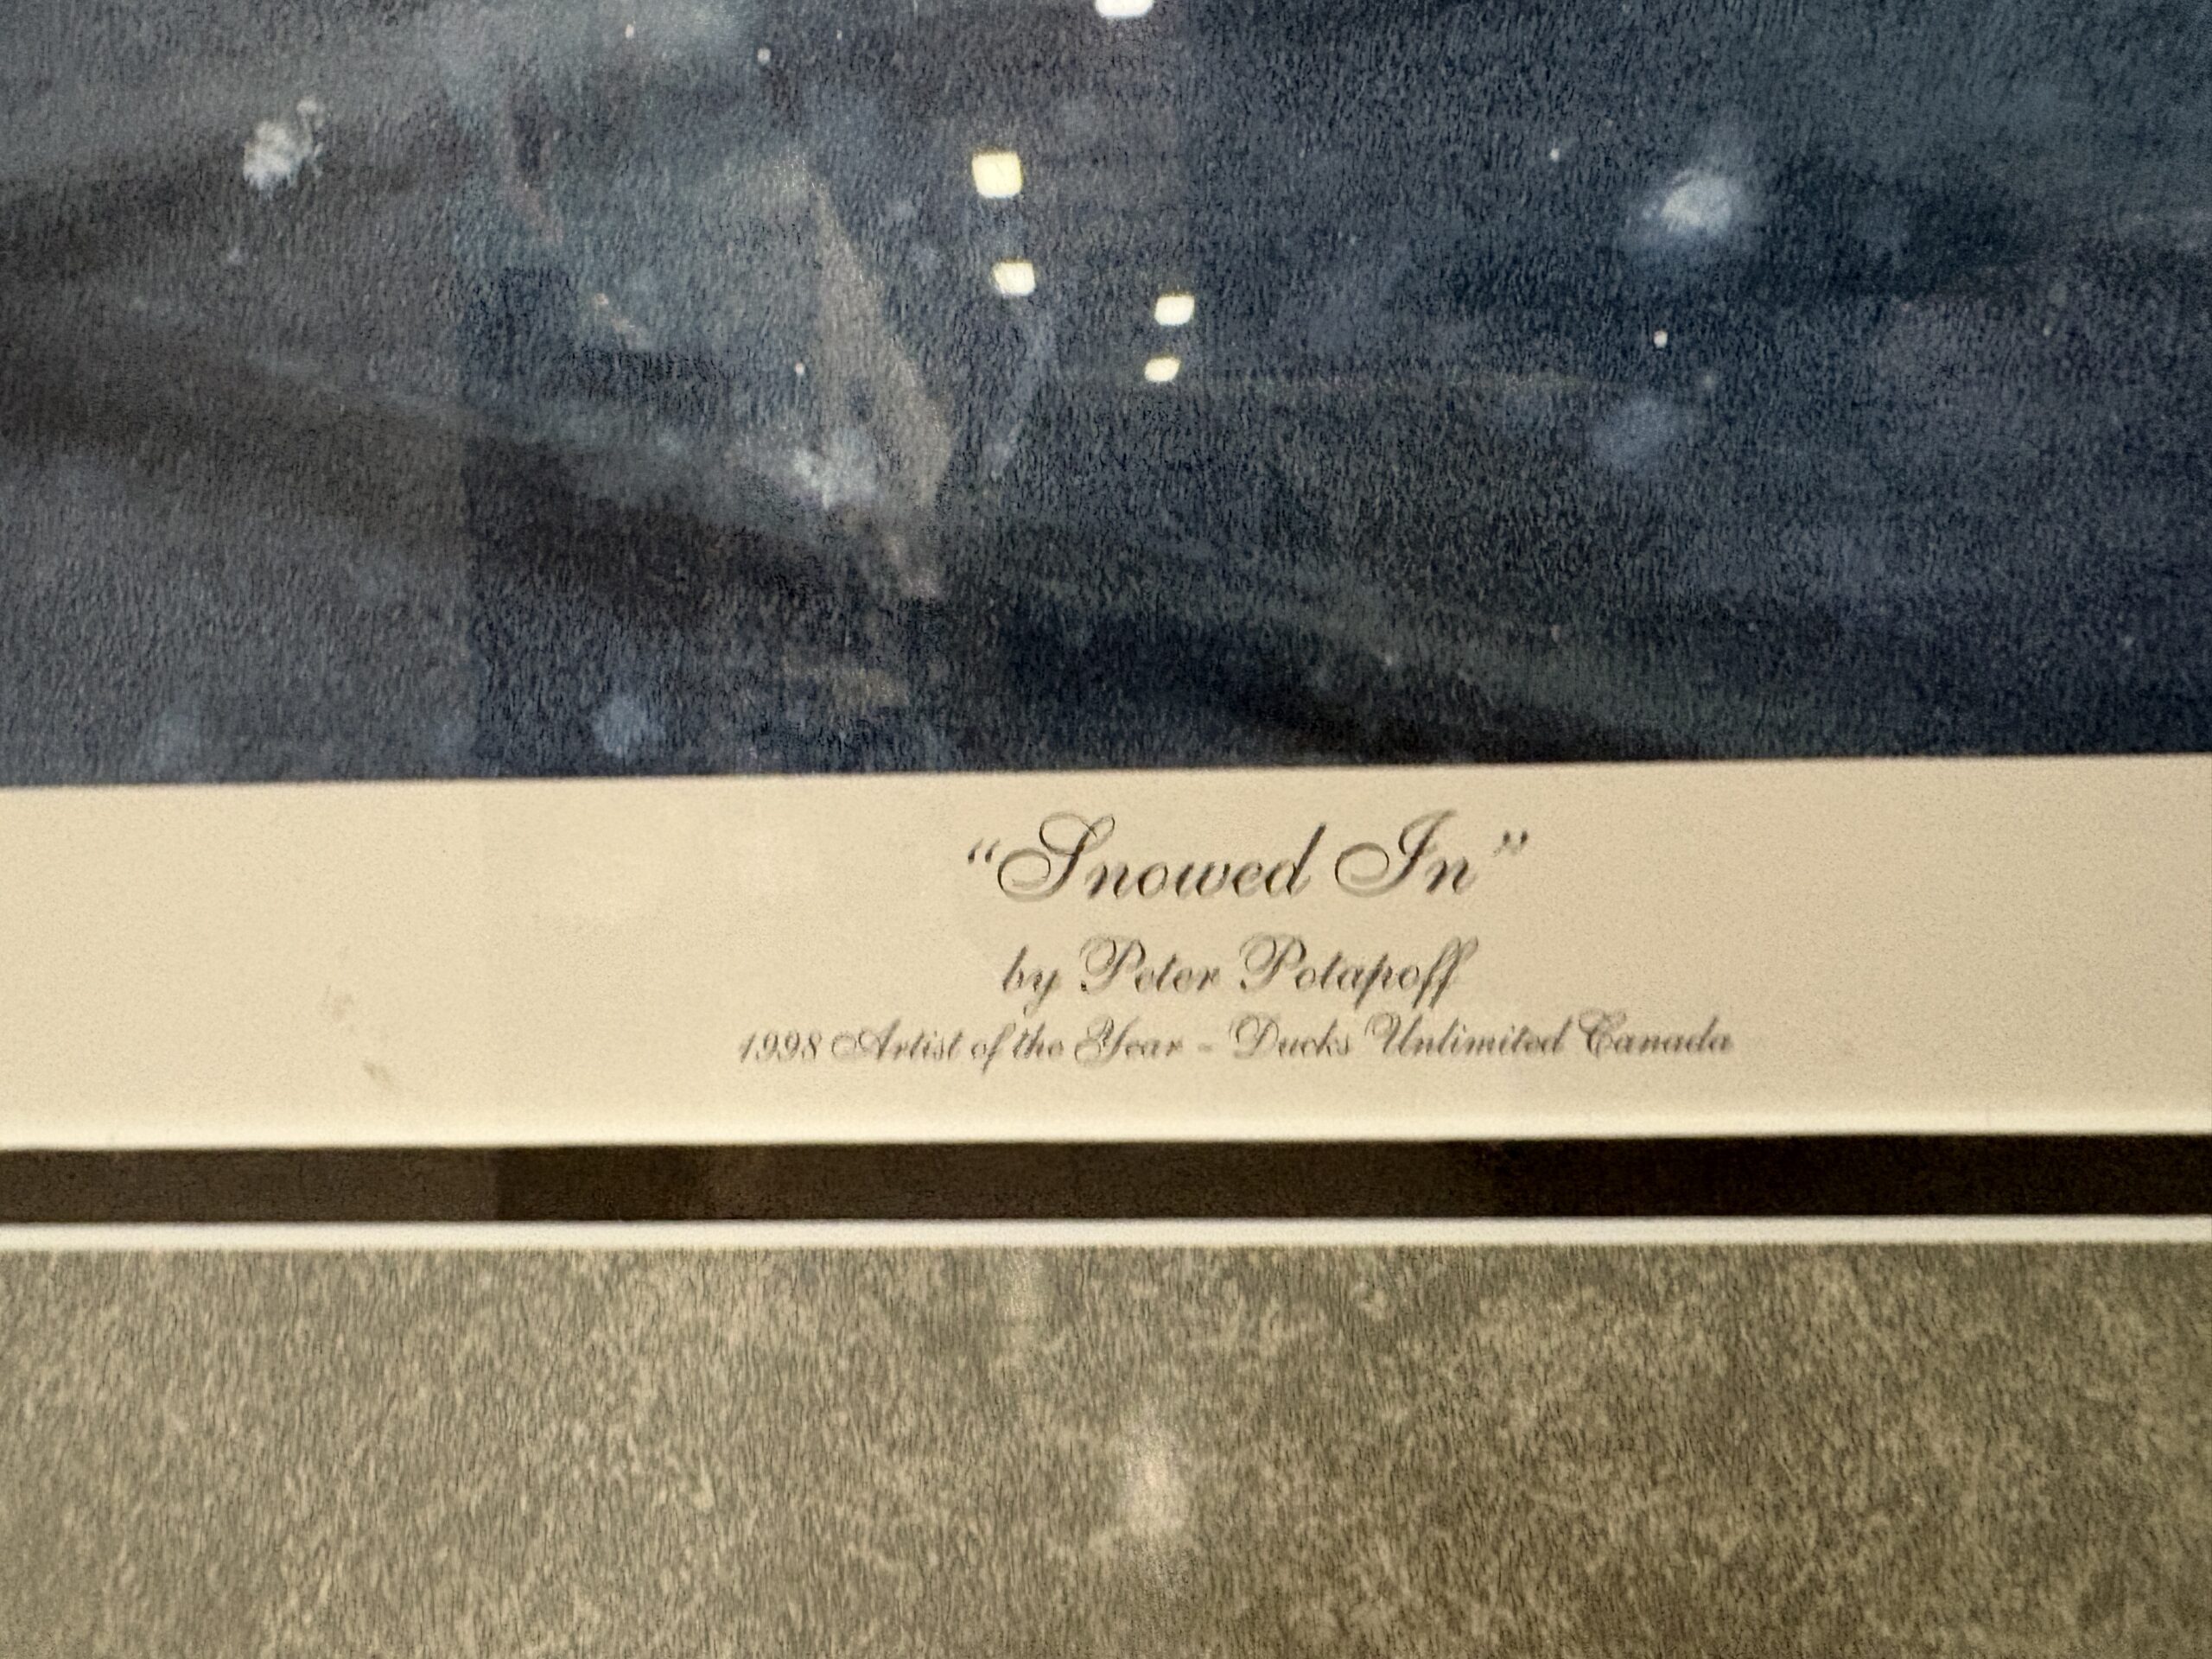 “Snowed In”
by Peter Potapoff
1998 Artist of the Year - Ducks Unlimited Canada